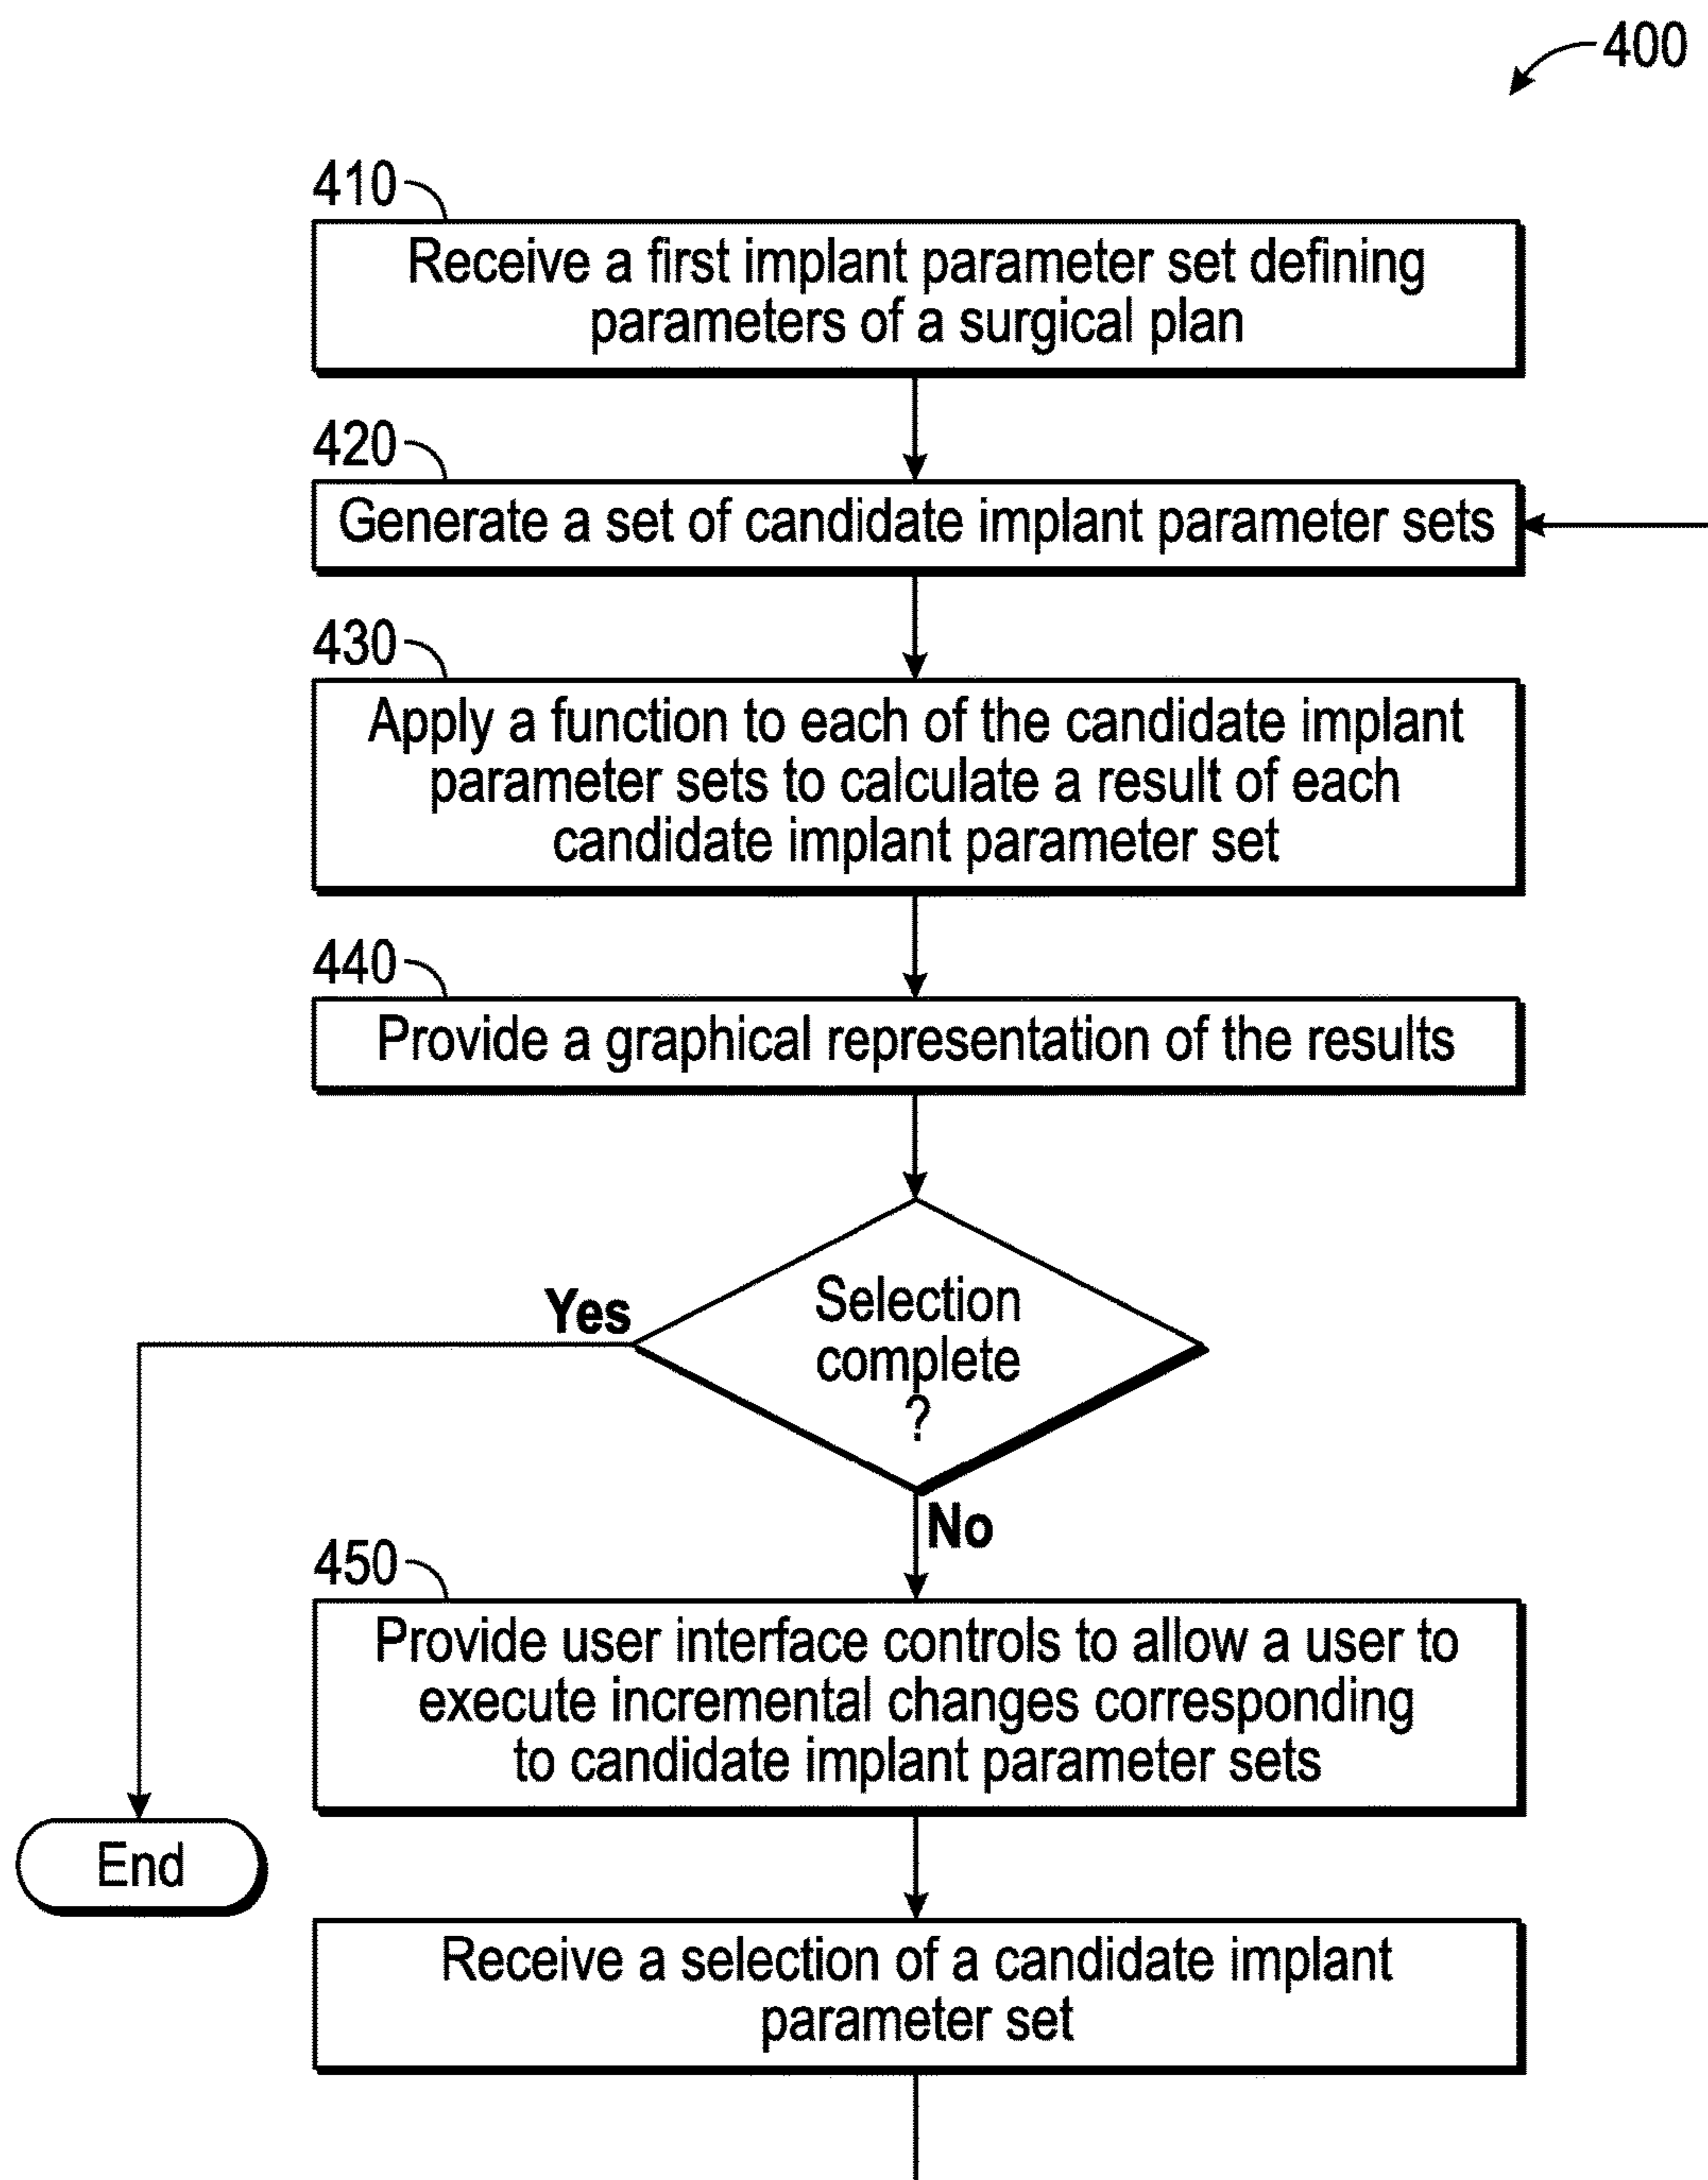 400
410
Receive a first implant parameter set defining
parameters of a surgical plan
420
Generate a set of candidate implant parameter sets
430
Apply a function to each of the candidate implant
parameter sets to calculate a result of each
candidate implant parameter set
440
Provide a graphical representation of the results
Selection
complete
?
Yes
No
450
Provide user interface controls to allow a user to
execute incremental changes corresponding
to candidate implant parameter sets
End
Receive a selection of a candidate implant
parameter set